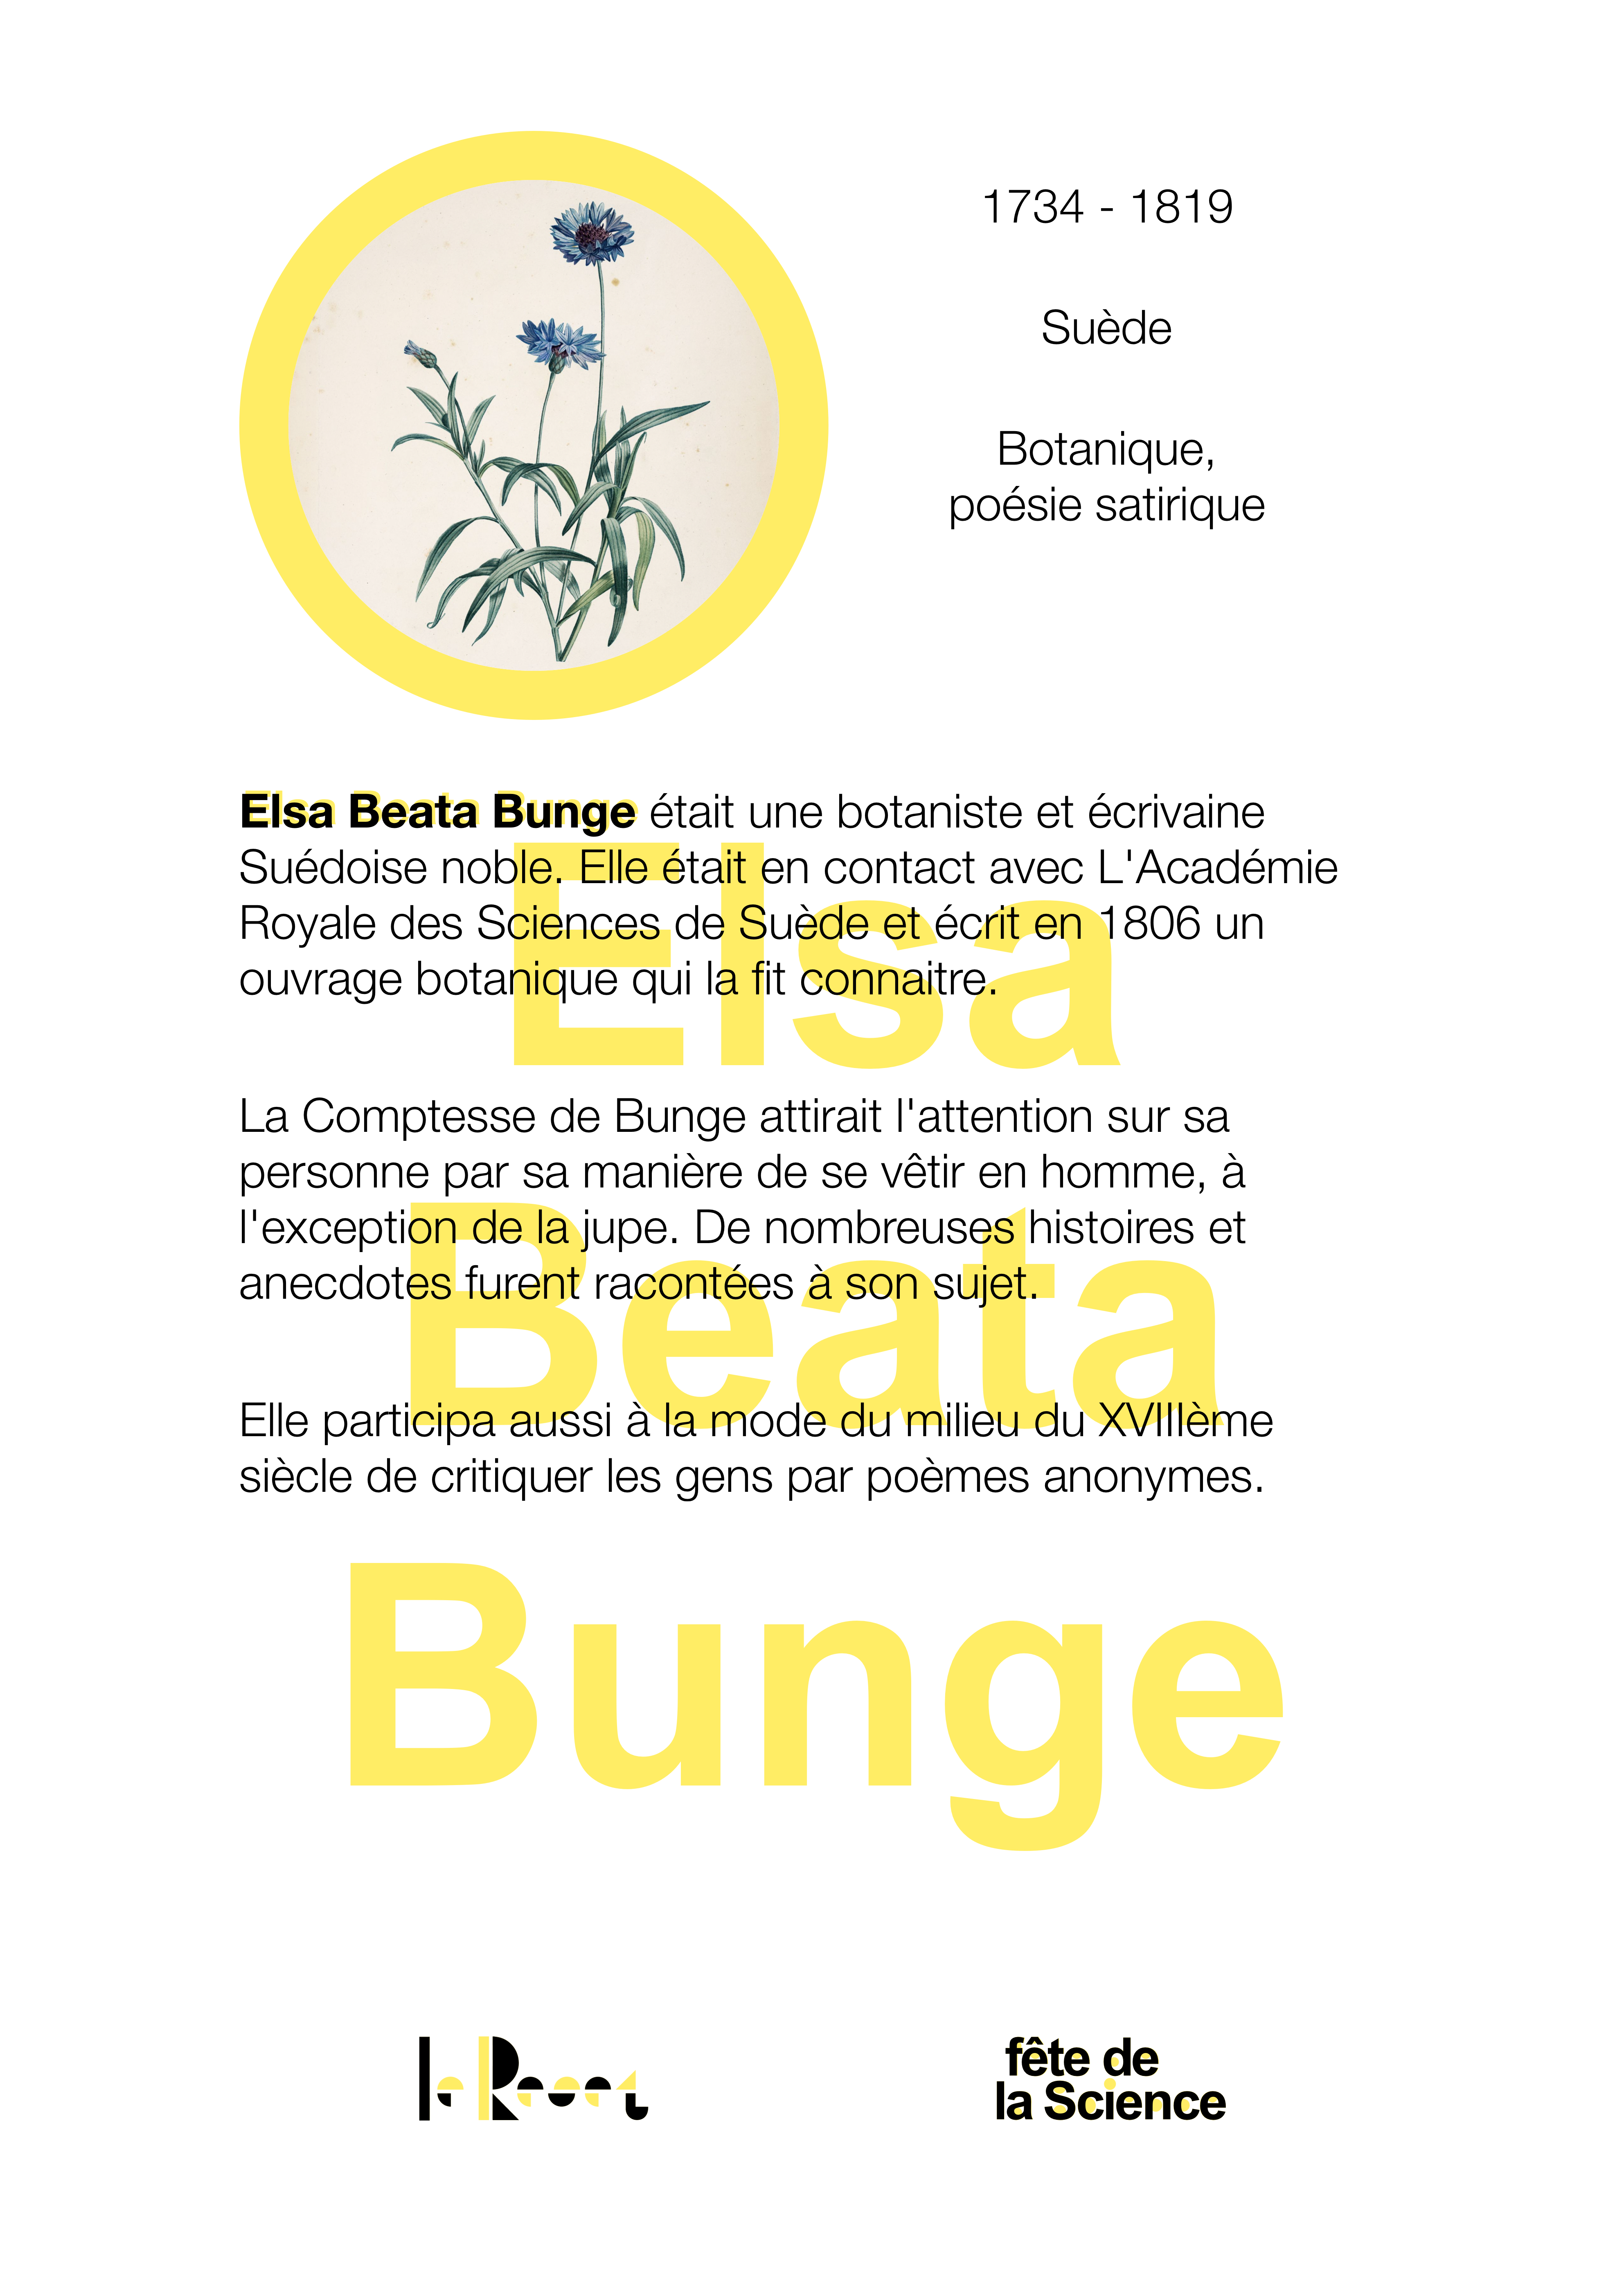 1734 - 1819
Suède
Botanique,
poésie satirique
Elsa Beata Bunge était une botaniste et écrivaine
Suédoise noble. Elle était en contact avec L'Académie
Royale des Sciences de Suède et écrit en 1806 un
ouvrage botanique qui la fit connaitre.
Elsa
La Comptesse de Bunge attirait l'attention sur sa
personne par sa manière de se vêtir en homme, à
l'exception de la jupe. De nombreuses histoires et
anecdotes furent racontées à son sujet.
Beata
Elle participa aussi à la mode du milieu du XVIIIème
siècle de critiquer les gens par poèmes anonymes.
Bunge
le Reset
fête de
la Science